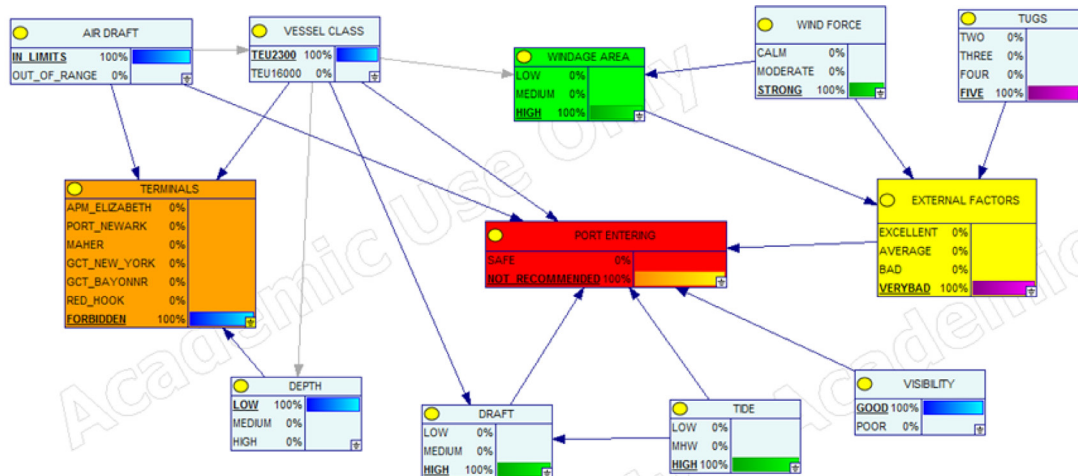 AIR DRAFT
IN_LIMITS 100%
OUT_OF_RANGE 0%
VESSEL CLASS
TEU2300 100%
TEU16000 0%
WINDAGE AREA
LOW 0%
MEDIUM 0%
HIGH 100%
WIND FORCE
CALM 0%
MODERATE 0%
STRONG 100%
TUGS
TWO 0%
THREE 0%
FOUR 0%
FIVE 100%
TERMINALS
APM_ELIZABETH 0%
PORT_NEWARK 0%
MAHER 0%
GCT_NEW_YORK 0%
GCT_BAYONNR 0%
RED_HOOK 0%
FORBIDDEN 100%
PORT ENTERING
SAFE 0%
NOT_RECOMMENDED 100%
EXTERNAL FACTORS
EXCELLENT 0%
AVERAGE 0%
BAD 0%
VERYBAD 100%
DEPTH
LOW 100%
MEDIUM 0%
HIGH 0%
DRAFT
LOW 0%
MEDIUM 0%
HIGH 100%
TIDE
LOW 0%
MHW 0%
HIGH 100%
VISIBILITY
GOOD 100%
POOR 0%
Academic Use Only
Academic